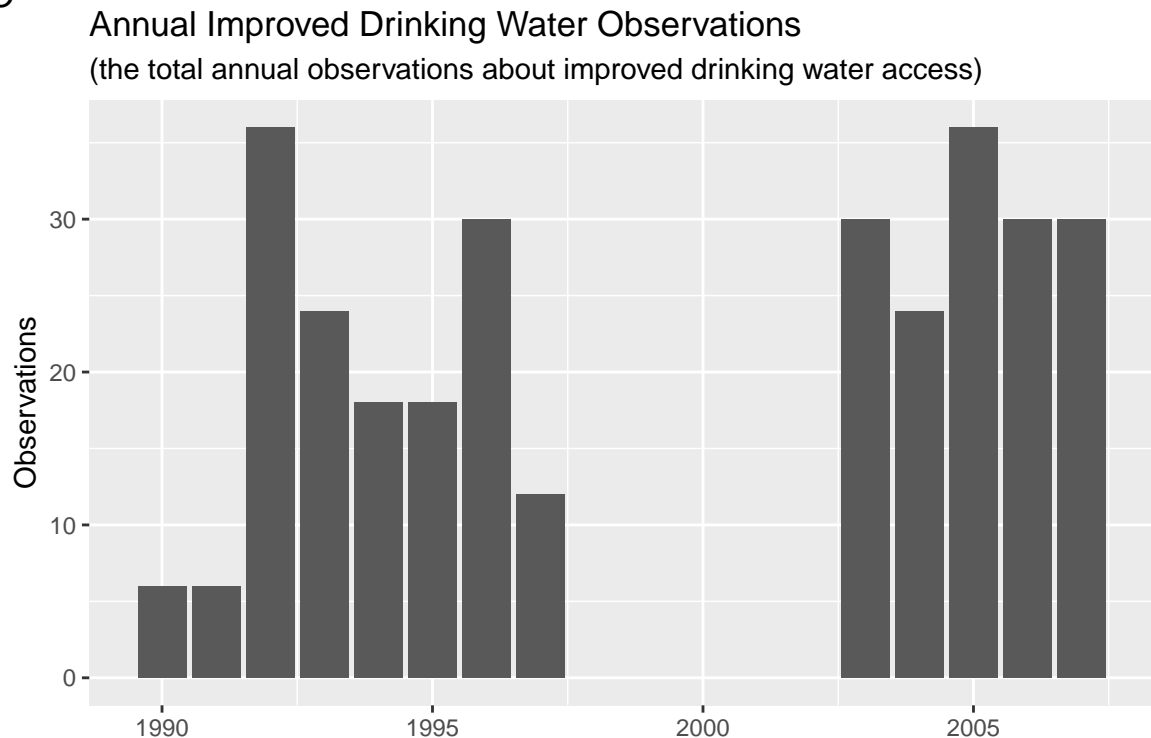 Annual Improved Drinking Water Observations
(the total annual observations about improved drinking water access)
Observations
30
20
10
0
1990 1995 2000 2005